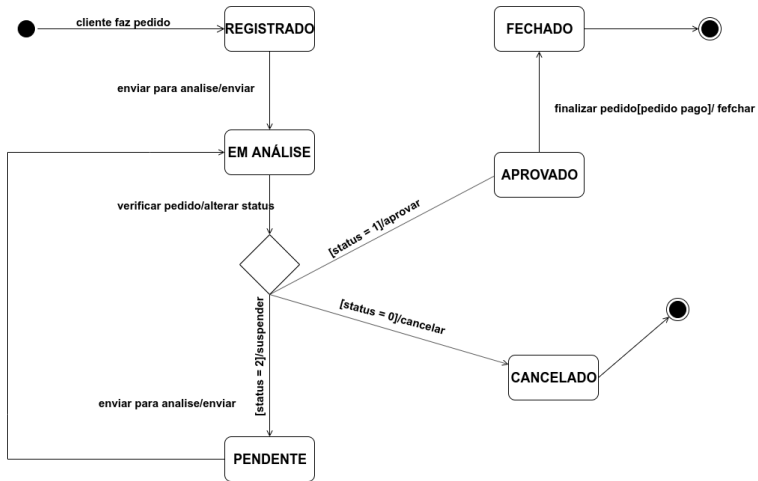 cliente faz pedido
REGISTRADO
FECHADO
enviar para analise/enviar
finalizar pedido[pedido pago]/ fefchar
EM ANÁLISE
APROVADO
verificar pedido/alterar status
[status = 1]/aprovar
[status = 0]/cancelar
[status = 2]/suspender
CANCELADO
enviar para analise/enviar
PENDENTE